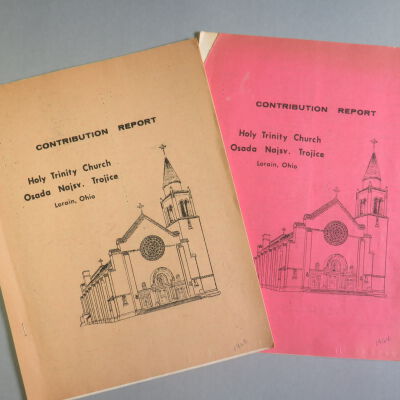 CONTRIBUTION REPORT
Holy Trinity Church
Osada Najsv. Trojice
Lorain, Ohio
CONTRIBUTION REPORT
Holy Trinity Church
Osada Najsv. Trojice
Lorain, Ohio